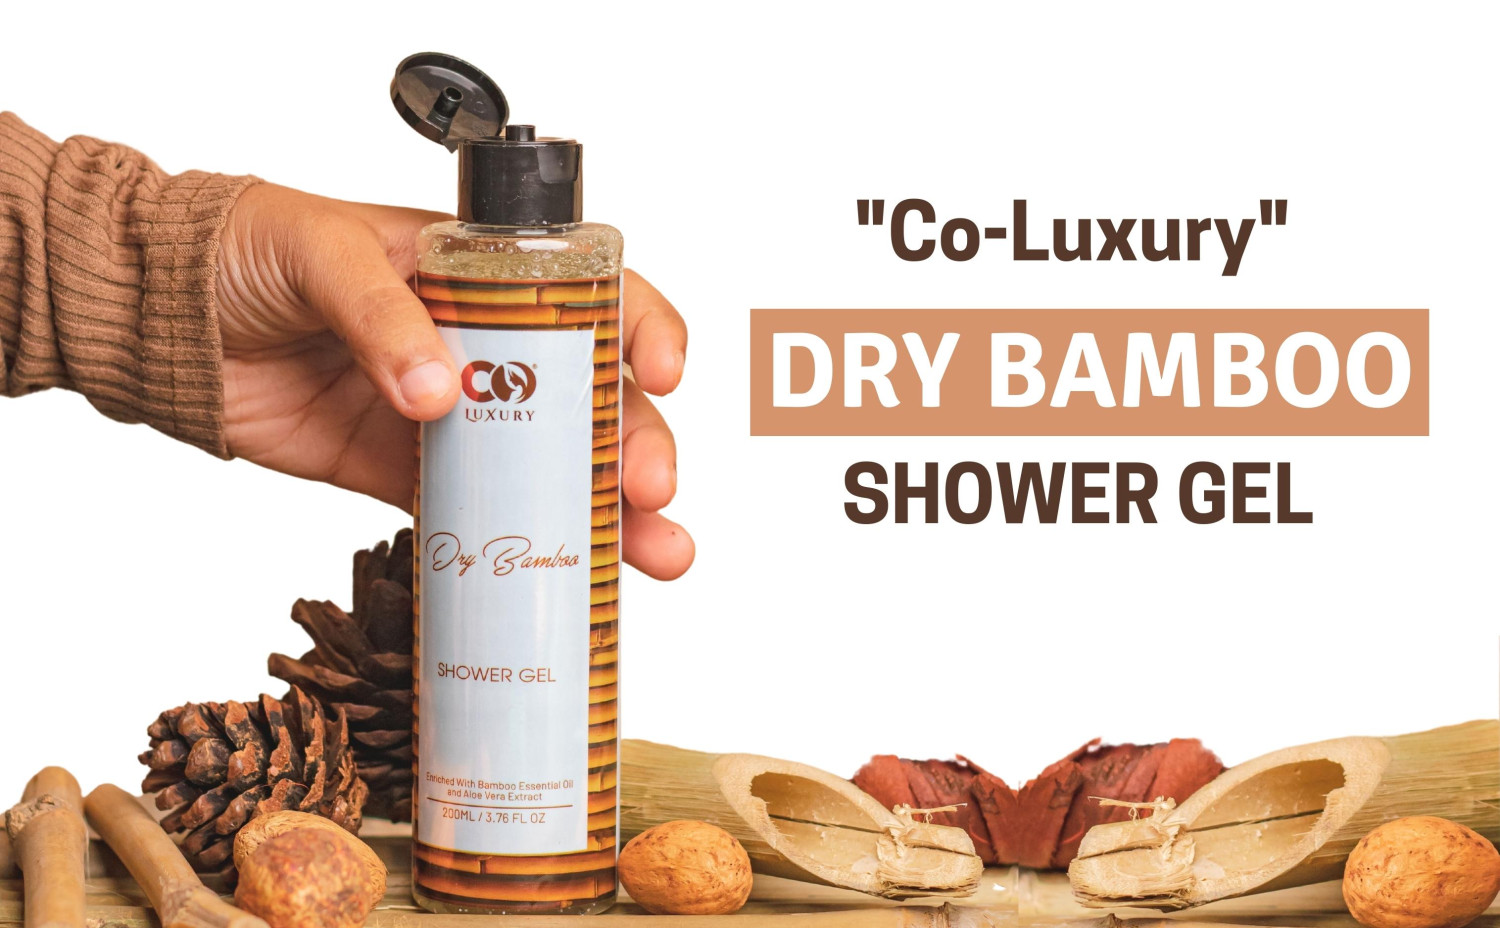 CO®
LUXURY
Dry Bamboo
SHOWER GEL
Enriched With Bamboo Essential Oil
and Aloe Vera Extract
200ML / 3.76 FL OZ
"Co-Luxury"
DRY BAMBOO
SHOWER GEL